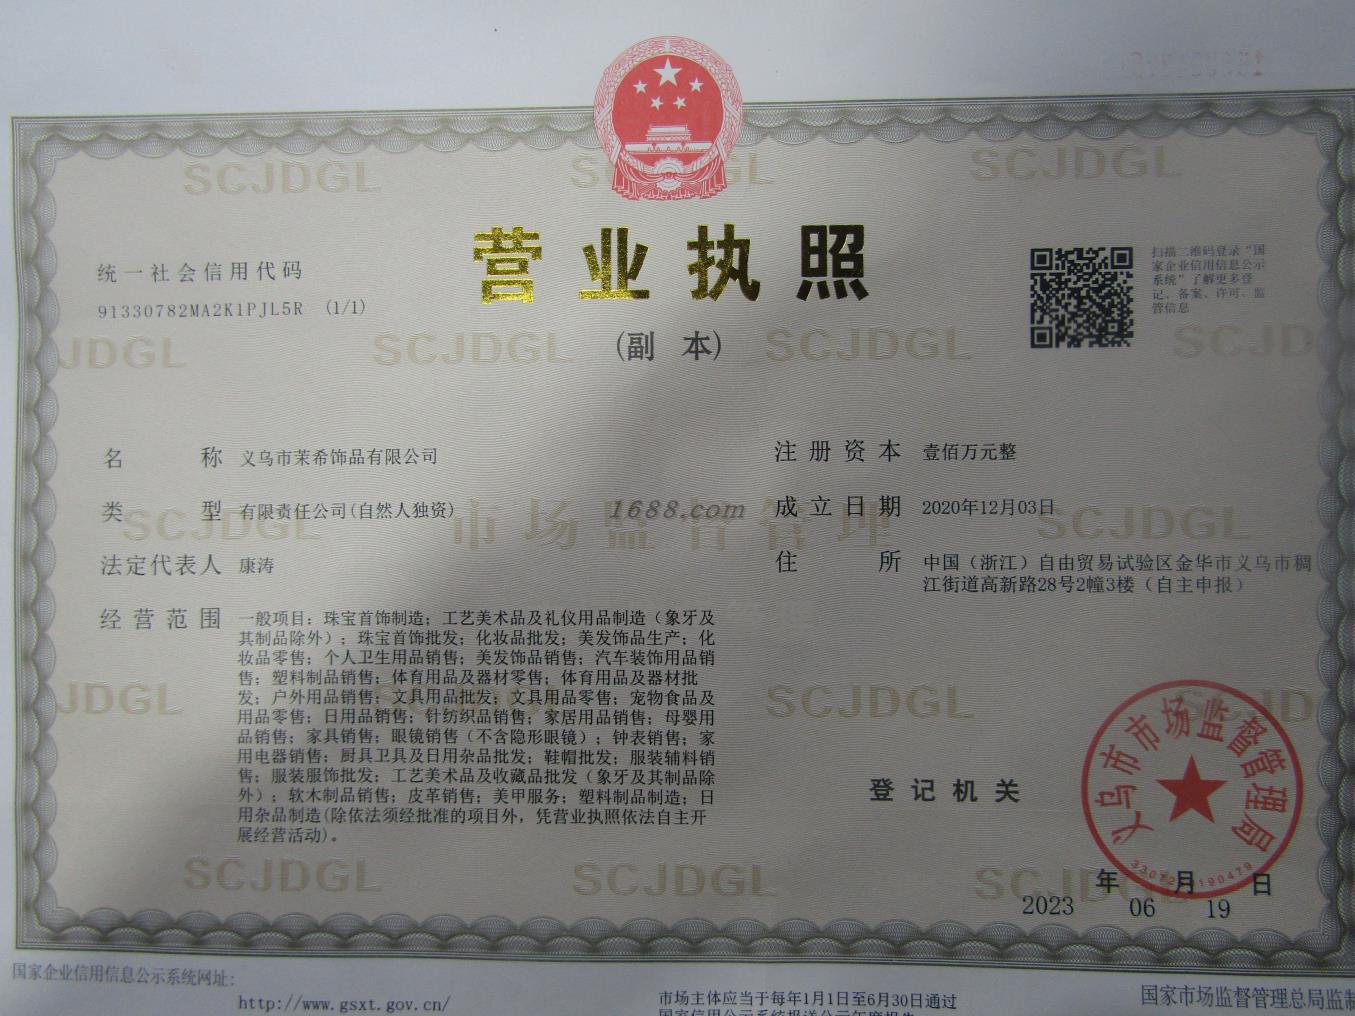 营业执照
(副 本)
统一社会信用代码
91330782MA2K1PJL5R (1/1)
扫描二维码登录“国
家企业信用信息公示
系统”了解更多登
记、备案、许可、监
管信息
名 称 义乌市茉希饰品有限公司
类 型 有限责任公司(自然人独资)
法定代表人 康涛
经营范围 一般项目：珠宝首饰制造；工艺美术品及礼仪用品制造（象牙及
其制品除外）；珠宝首饰批发；化妆品批发；美发饰品生产；化
妆品零售；个人卫生用品销售；美发饰品销售；汽车装饰用品销
售；塑料制品销售；体育用品及器材零售；体育用品及器材批
发；户外用品销售；文具用品批发；文具用品零售；宠物食品及
用品零售；日用品销售；针纺织品销售；家居用品销售；母婴用
品销售；家具销售；眼镜销售（不含隐形眼镜）；钟表销售；家
用电器销售；厨具卫具及日用杂品批发；鞋帽批发；服装辅料销
售；服装服饰批发；工艺美术品及收藏品批发（象牙及其制品除
外）；软木制品销售；皮革销售；美甲服务；塑料制品制造；日
用杂品制造(除依法须经批准的项目外，凭营业执照依法自主开
展经营活动)。
注册资本 壹佰万元整
成立日期 2020年12月03日
住 所 中国（浙江）自由贸易试验区金华市义乌市稠
江街道高新路28号2幢3楼（自主申报）
1688.com
市场监督管理
SCJDGL
登记机关
义乌市市场监督管理局
2023 年 06 月 19 日
国家企业信用信息公示系统网址:
http://www.gsxt.gov.cn/
市场主体应当于每年1月1日至6月30日通过
国家市场监督管理总局监制